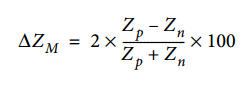 ΔZ_M = 2 × (Z_p − Z_n) / (Z_p + Z_n) × 100